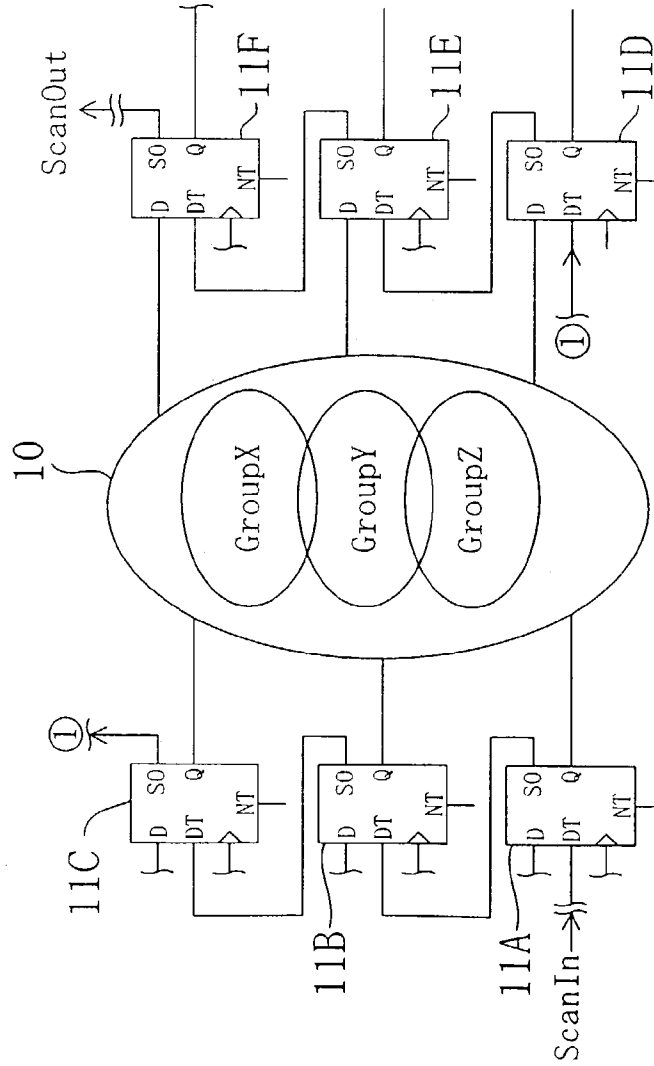 10
ScanOut
①
11C
D SO
DT Q
NT
D SO
DT Q
NT
11F
GroupX
11B
D SO
DT Q
NT
GroupY
D SO
DT Q
NT
11E
GroupZ
11A
D SO
DT Q
NT
D SO
DT Q
NT
11D
ScanIn
①